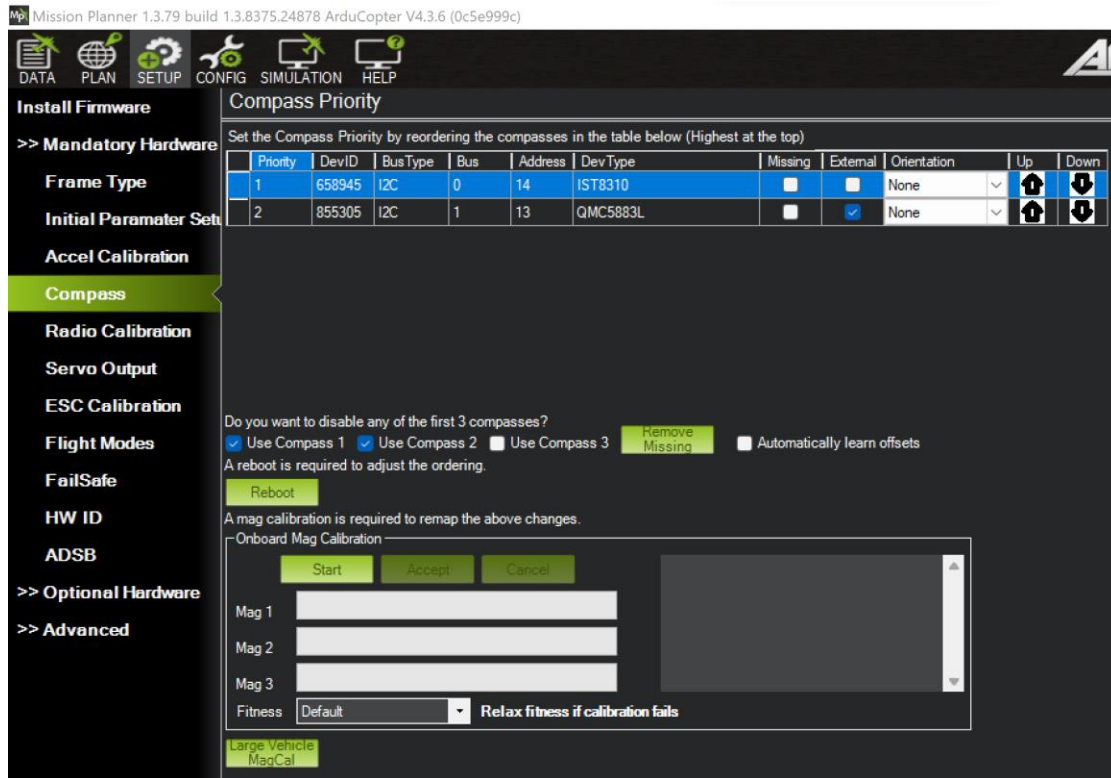 Mission Planner 1.3.79 build 1.3.8375.24878 ArduCopter V4.3.6 (0c5e999c)
DATA PLAN SETUP CONFIG SIMULATION HELP
Install Firmware
>> Mandatory Hardware
Frame Type
Initial Paramater Setu
Accel Calibration
Compass
Radio Calibration
Servo Output
ESC Calibration
Flight Modes
FailSafe
HW ID
ADSB
>> Optional Hardware
>> Advanced
Compass Priority
Set the Compass Priority by reordering the compasses in the table below (Highest at the top)
Priority DevID BusType Bus Address DevType Missing External Orientation Up Down
1 658945 I2C 0 14 IST8310 None
2 855305 I2C 1 13 QMC5883L None
Do you want to disable any of the first 3 compasses?
Use Compass 1 Use Compass 2 Use Compass 3 Remove Missing Automatically learn offsets
A reboot is required to adjust the ordering.
Reboot
A mag calibration is required to remap the above changes.
Onboard Mag Calibration
Start Accept Cancel
Mag 1
Mag 2
Mag 3
Fitness Default Relax fitness if calibration fails
Large Vehicle
MagCal